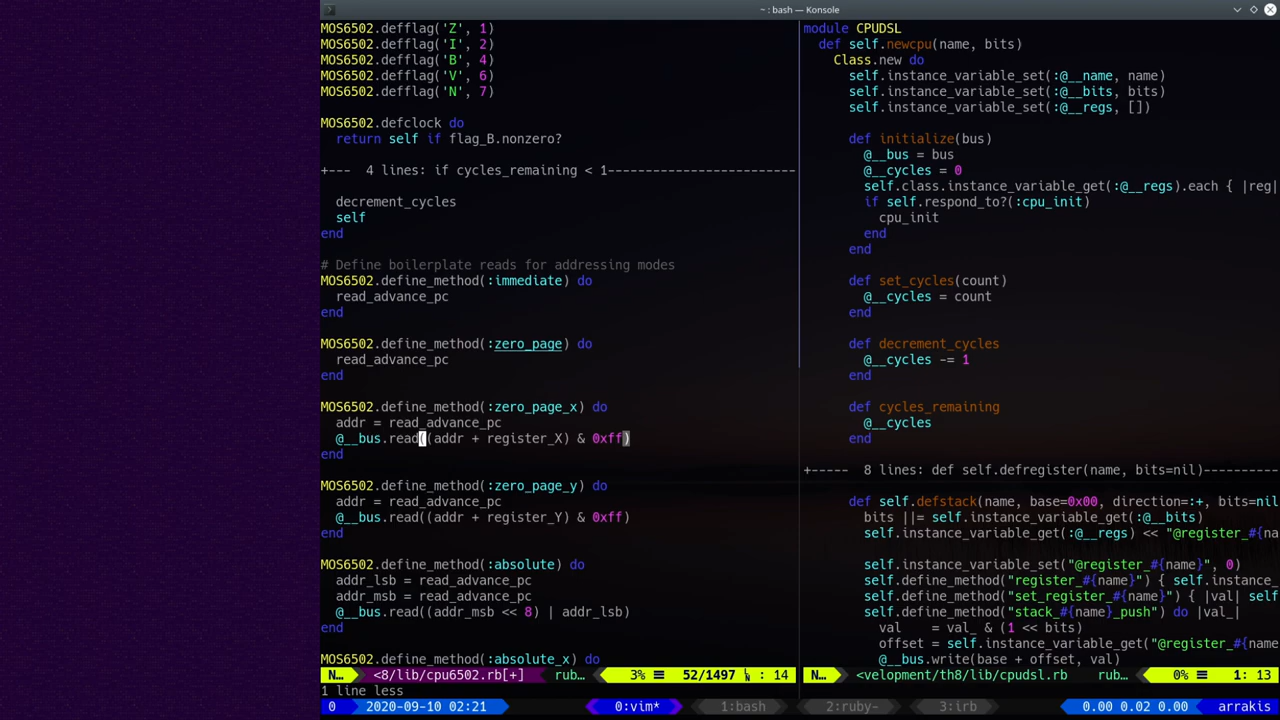 ~ : bash — Konsole
MOS6502.defflag('Z', 1)
MOS6502.defflag('I', 2)
MOS6502.defflag('B', 4)
MOS6502.defflag('V', 6)
MOS6502.defflag('N', 7)
MOS6502.defclock do
return self if flag_B.nonzero?
+--- 4 lines: if cycles_remaining < 1-------------------------
decrement_cycles
self
end
# Define boilerplate reads for addressing modes
MOS6502.define_method(:immediate) do
read_advance_pc
end
MOS6502.define_method(:zero_page) do
read_advance_pc
end
MOS6502.define_method(:zero_page_x) do
addr = read_advance_pc
@__bus.read((addr + register_X) & 0xff)
end
MOS6502.define_method(:zero_page_y) do
addr = read_advance_pc
@__bus.read((addr + register_Y) & 0xff)
end
MOS6502.define_method(:absolute) do
addr_lsb = read_advance_pc
addr_msb = read_advance_pc
@__bus.read((addr_msb << 8) | addr_lsb)
end
MOS6502.define_method(:absolute_x) do
N… <8/lib/cpu6502.rb[+] rub… 3% 52/1497 : 14
1 line less
module CPUDSL
def self.newcpu(name, bits)
Class.new do
self.instance_variable_set(:@__name, name)
self.instance_variable_set(:@__bits, bits)
self.instance_variable_set(:@__regs, [])
def initialize(bus)
@__bus = bus
@__cycles = 0
self.class.instance_variable_get(:@__regs).each { |reg|
if self.respond_to?(:cpu_init)
cpu_init
end
end
def set_cycles(count)
@__cycles = count
end
def decrement_cycles
@__cycles -= 1
end
def cycles_remaining
@__cycles
end
+----- 8 lines: def self.defregister(name, bits=nil)----------
def self.defstack(name, base=0x00, direction=:+, bits=nil
bits ||= self.instance_variable_get(:@__bits)
self.instance_variable_get(:@__regs) << "@register_#{na
self.instance_variable_set("@register_#{name}", 0)
self.define_method("register_#{name}") { self.instance_
self.define_method("set_register_#{name}") { |val| self
self.define_method("stack_#{name}_push") do |val_|
val = val_ & (1 << bits)
offset = self.instance_variable_get("@register_#{name
@__bus.write(base + offset, val)
N… <velopment/th8/lib/cpudsl.rb rub… 0% 1: 13
0 2020-09-10 02:21 0:vim* 1:bash 2:ruby- 3:irb 0.00 0.02 0.00 arrakis